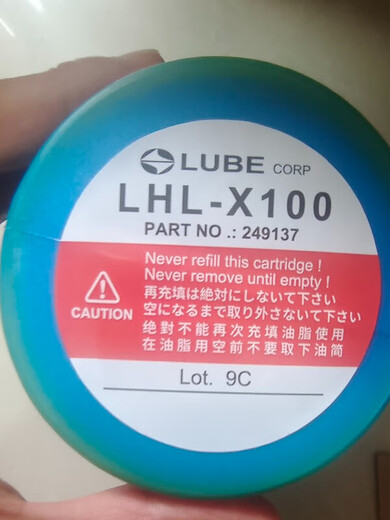 LUBE CORP
LHL-X100
PART NO .: 249137
Never refill this cartridge !
Never remove until empty !
再充填は絶対にしないて下さい
空になるまで取り外さないて下さい
絶對不能再次充填油脂使用
在油脂用空前不要取下油筒
CAUTION
Lot. 9C